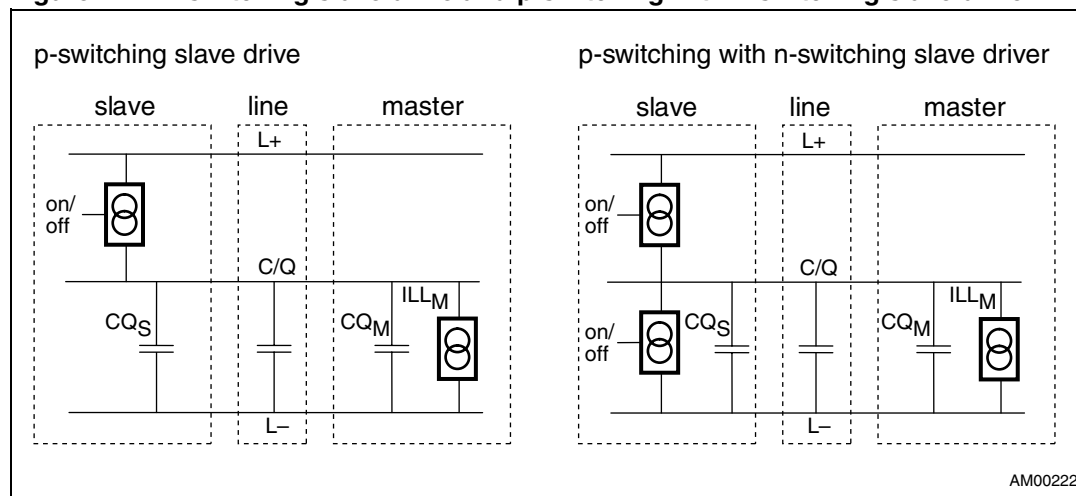 p-switching slave drive
slave line master
L+
on/
off
C/Q
CQS
CQM
ILLM
L–
p-switching with n-switching slave driver
slave line master
L+
on/
off
C/Q
on/
off
CQS
CQM
ILLM
L–
AM00222